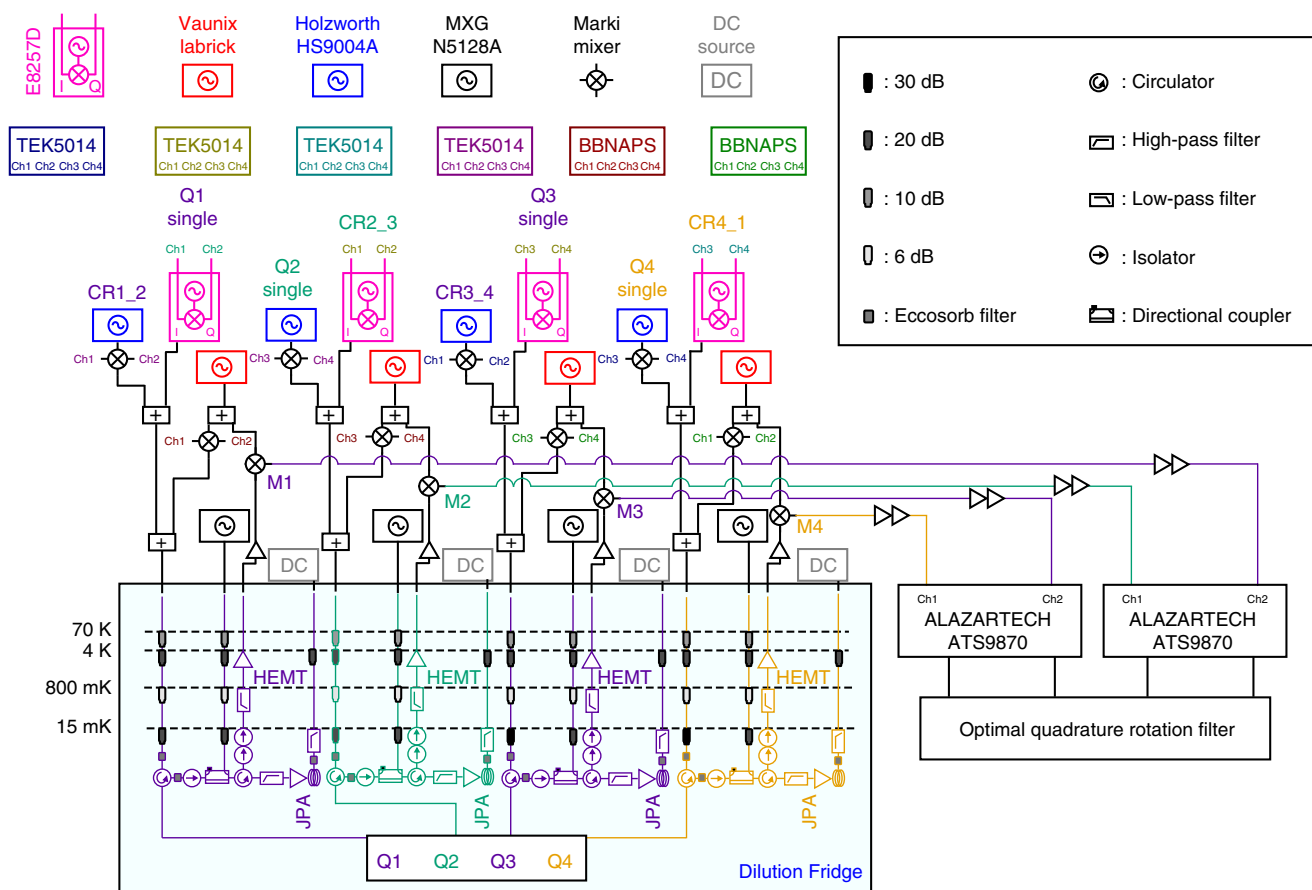 E8257D
I Q
Vaunix
labrick
Holzworth
HS9004A
MXG
N5128A
Marki
mixer
DC
source
DC
TEK5014
Ch1 Ch2 Ch3 Ch4
TEK5014
Ch1 Ch2 Ch3 Ch4
TEK5014
Ch1 Ch2 Ch3 Ch4
TEK5014
Ch1 Ch2 Ch3 Ch4
BBNAPS
Ch1 Ch2 Ch3 Ch4
BBNAPS
Ch1 Ch2 Ch3 Ch4
: 30 dB
: Circulator
: 20 dB
: High-pass filter
: 10 dB
: Low-pass filter
: 6 dB
: Isolator
: Eccosorb filter
: Directional coupler
Q1
single
CR2_3
Q3
single
CR4_1
Ch1 Ch2
Ch1 Ch2
Ch3 Ch4
Ch3 Ch4
CR1_2
Q2
single
CR3_4
Q4
single
I Q
I Q
I Q
I Q
Ch1 Ch2
Ch3 Ch4
Ch1 Ch2
Ch3 Ch4
+ + + + + + + +
Ch1 Ch2
Ch3 Ch4
Ch3 Ch4
Ch1 Ch2
M1
M2
M3
M4
+ + + +
DC
DC
DC
DC
Ch1 Ch2
ALAZARTECH
ATS9870
Ch1 Ch2
ALAZARTECH
ATS9870
Optimal quadrature rotation filter
70 K
4 K
HEMT
HEMT
HEMT
HEMT
800 mK
15 mK
JPA
JPA
JPA
JPA
Q1 Q2 Q3 Q4
Dilution Fridge